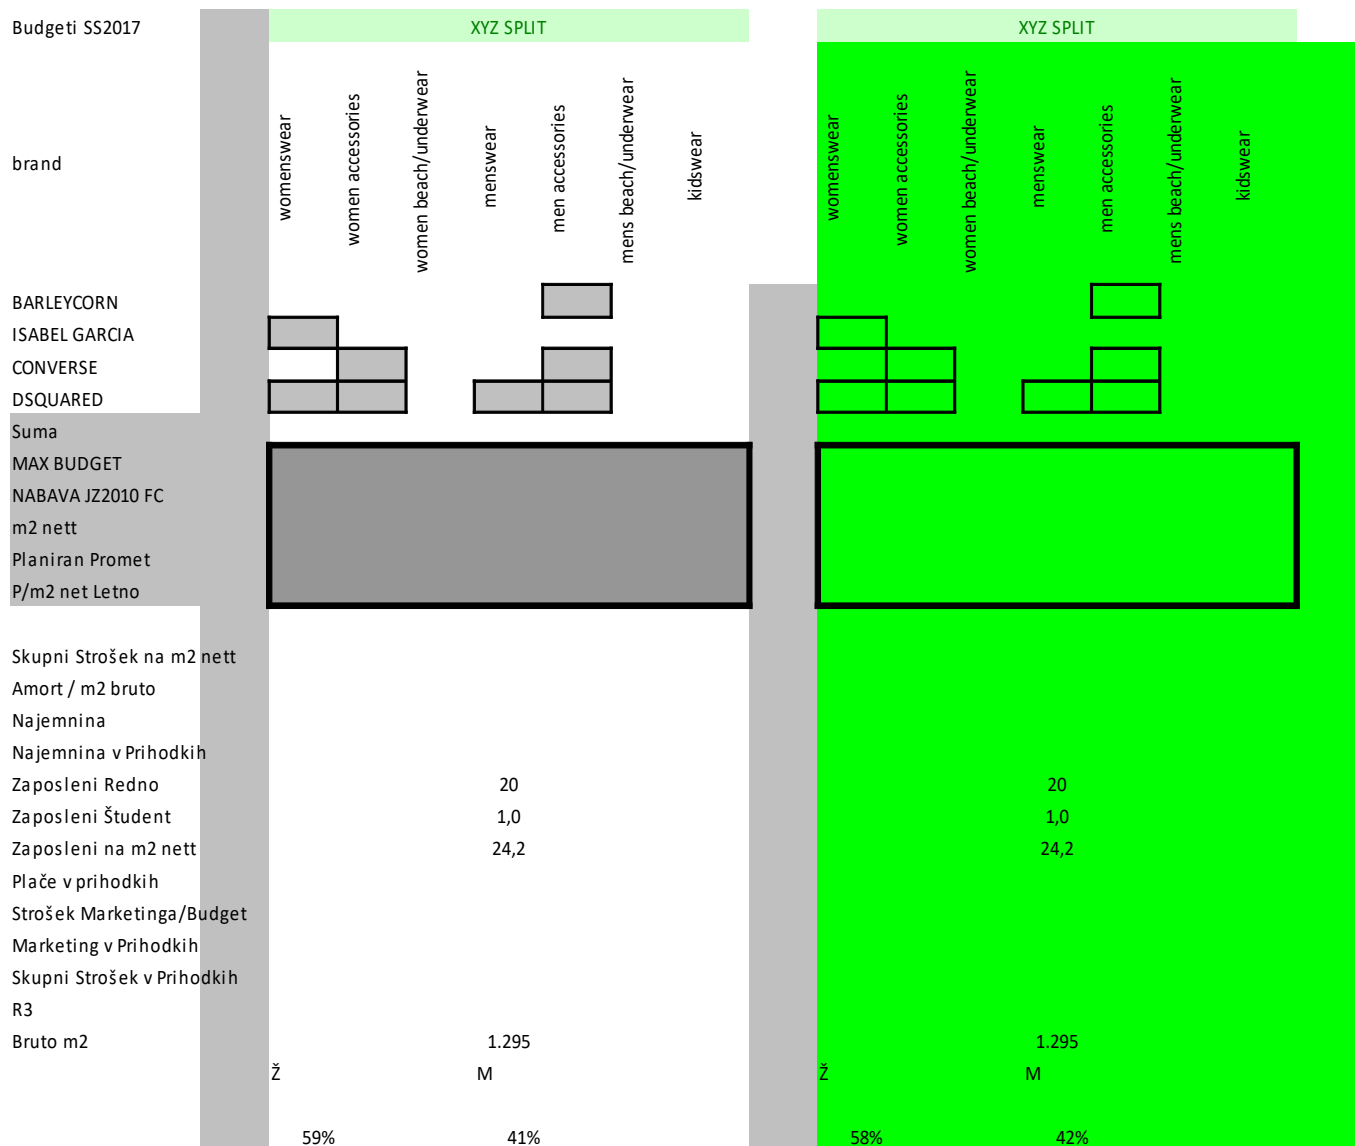 Budgeti SS2017 XYZ SPLIT XYZ SPLIT
brand womenswear women accessories women beach/underwear menswear men accessories mens beach/underwear kidswear womenswear women accessories women beach/underwear menswear men accessories mens beach/underwear kidswear
BARLEYCORN
ISABEL GARCIA
CONVERSE
DSQUARED
Suma
MAX BUDGET
NABAVA JZ2010 FC
m2 nett
Planiran Promet
P/m2 net Letno
Skupni Strošek na m2 nett
Amort / m2 bruto
Najemnina
Najemnina v Prihodkih
Zaposleni Redno 20 20
Zaposleni Študent 1,0 1,0
Zaposleni na m2 nett 24,2 24,2
Plače v prihodkih
Strošek Marketinga/Budget
Marketing v Prihodkih
Skupni Strošek v Prihodkih
R3
Bruto m2 1.295 1.295
Ž M Ž M
59% 41% 58% 42%